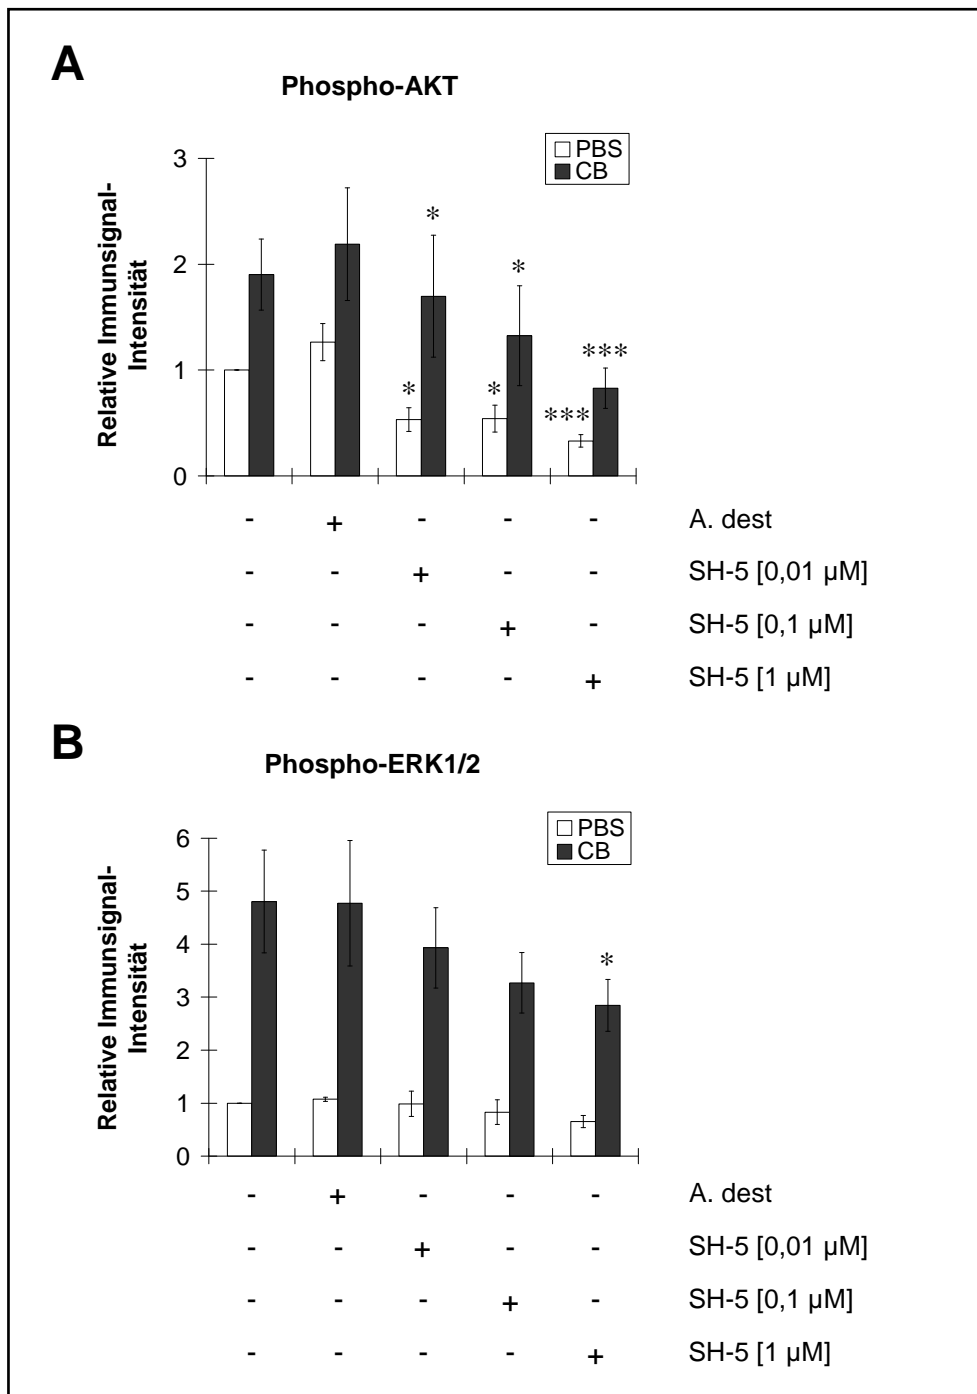 A
Phospho-AKT
PBS
CB
Relative Immunsignal-
Intensität
3
2
1
0
*
*
*
*
***
***
- + - - - A. dest
- - + - - SH-5 [0,01 µM]
- - - + - SH-5 [0,1 µM]
- - - - + SH-5 [1 µM]
B
Phospho-ERK1/2
PBS
CB
Relative Immunsignal-
Intensität
6
5
4
3
2
1
0
*
- + - - - A. dest
- - + - - SH-5 [0,01 µM]
- - - + - SH-5 [0,1 µM]
- - - - + SH-5 [1 µM]